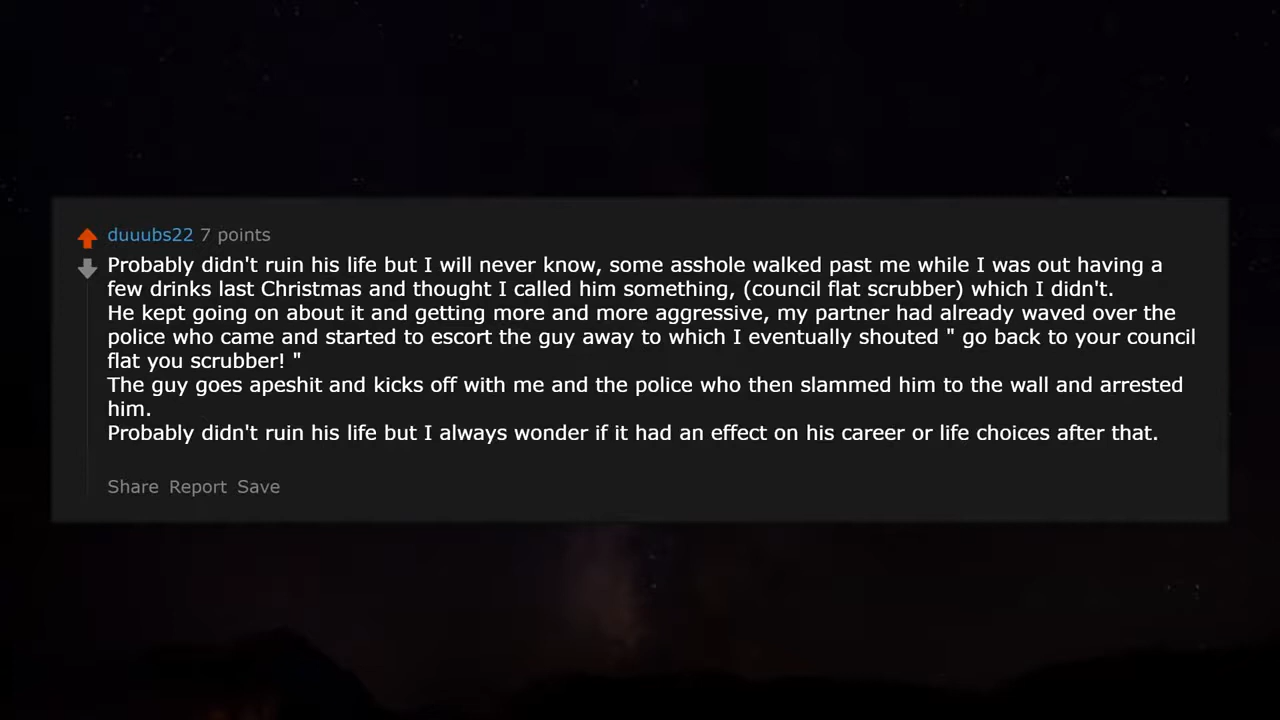 duuubs22 7 points
Probably didn't ruin his life but I will never know, some asshole walked past me while I was out having a
few drinks last Christmas and thought I called him something, (council flat scrubber) which I didn't.
He kept going on about it and getting more and more aggressive, my partner had already waved over the
police who came and started to escort the guy away to which I eventually shouted " go back to your council
flat you scrubber! "
The guy goes apeshit and kicks off with me and the police who then slammed him to the wall and arrested
him.
Probably didn't ruin his life but I always wonder if it had an effect on his career or life choices after that.
Share Report Save